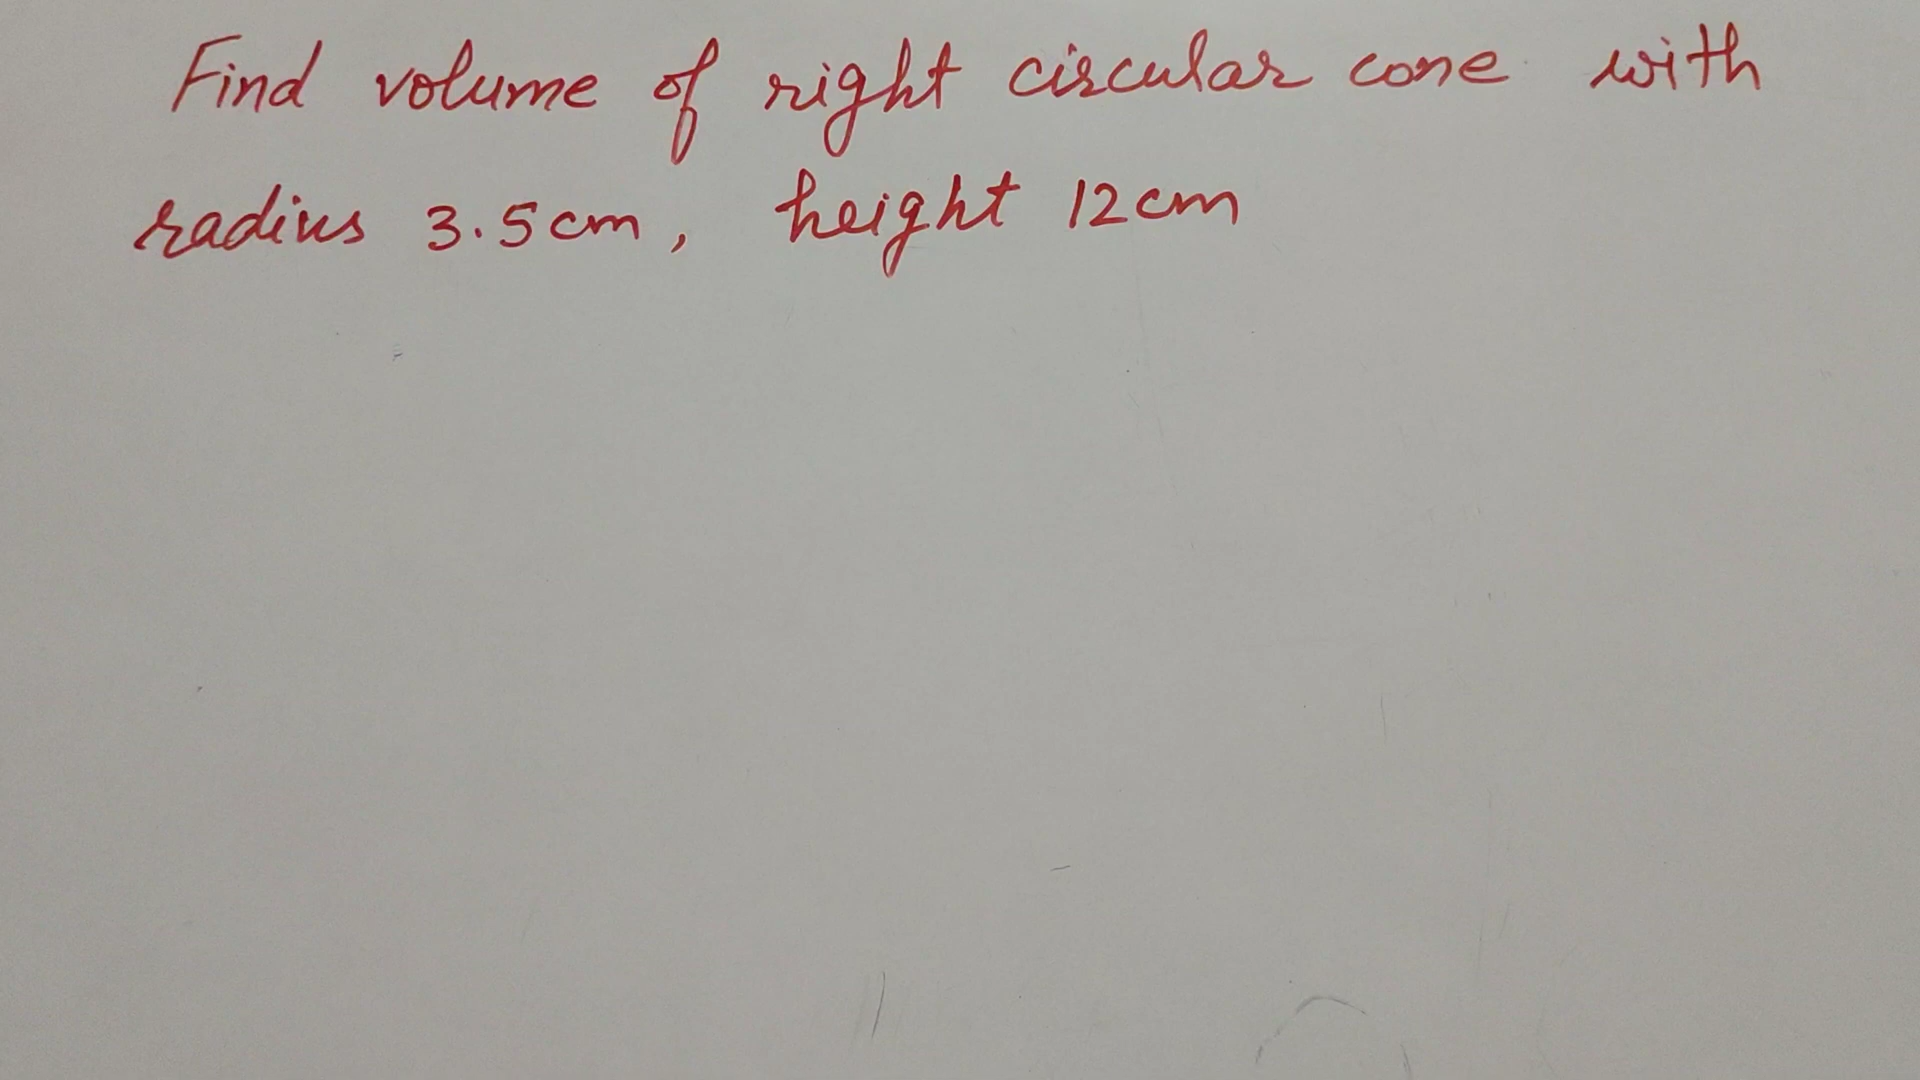 Find volume of right circular cone with
radius 3.5cm, height 12cm